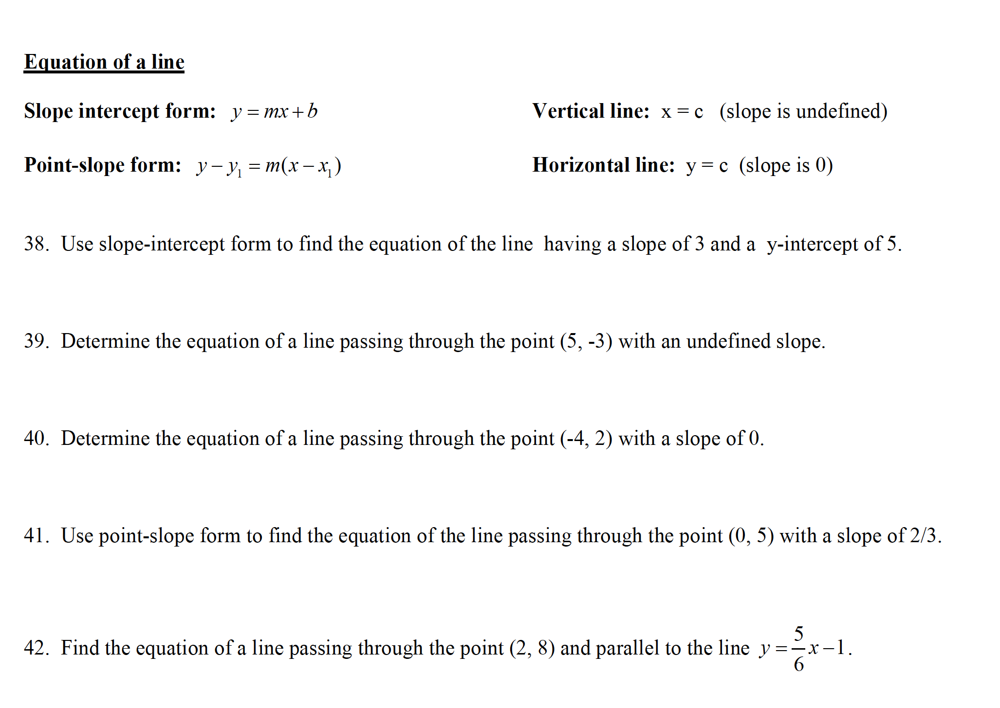 Equation of a line
Slope intercept form: y = mx + b Vertical line: x = c (slope is undefined)
Point-slope form: y − y₁ = m(x − x₁) Horizontal line: y = c (slope is 0)
38. Use slope-intercept form to find the equation of the line having a slope of 3 and a y-intercept of 5.
39. Determine the equation of a line passing through the point (5, -3) with an undefined slope.
40. Determine the equation of a line passing through the point (-4, 2) with a slope of 0.
41. Use point-slope form to find the equation of the line passing through the point (0, 5) with a slope of 2/3.
42. Find the equation of a line passing through the point (2, 8) and parallel to the line y = 5/6 x − 1.